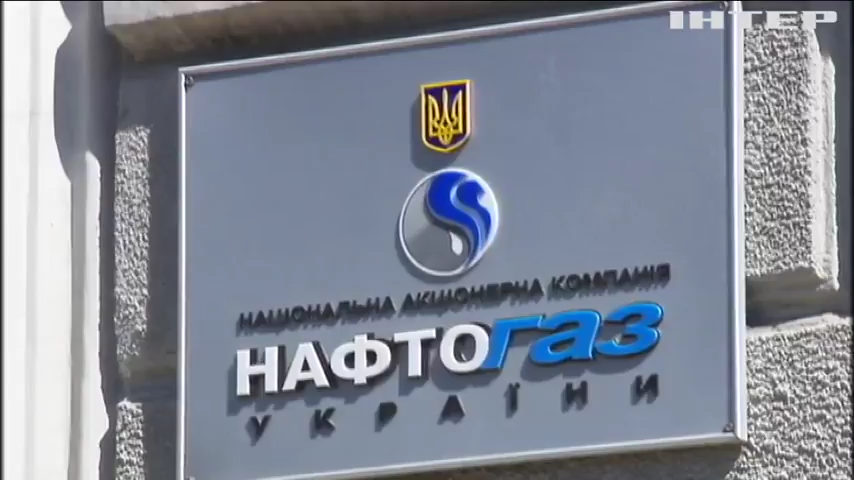 ІНТЕР
НАЦІОНАЛЬНА АКЦІОНЕРНА КОМПАНІЯ
НАФТОГАЗ
УКРАЇНИ